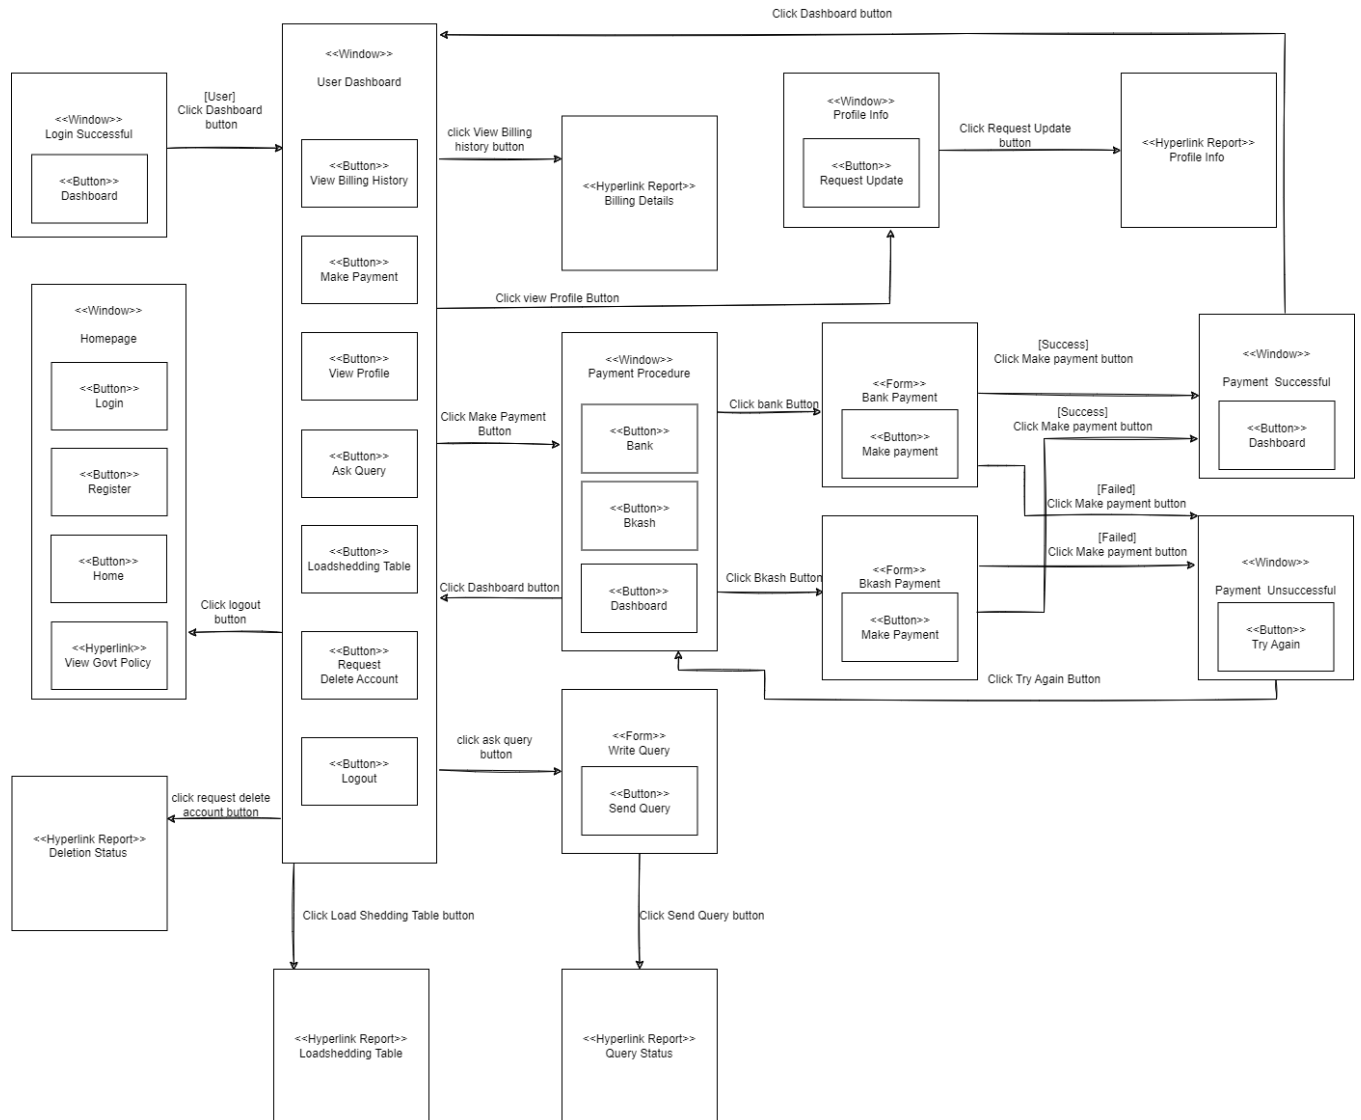 Click Dashboard button
<<Window>>
Login Successful
<<Button>>
Dashboard
[User]
Click Dashboard
button
<<Window>>
User Dashboard
<<Button>>
View Billing History
<<Button>>
Make Payment
<<Button>>
View Profile
<<Button>>
Ask Query
<<Button>>
Loadshedding Table
<<Button>>
Request
Delete Account
<<Button>>
Logout
click View Billing
history button
<<Hyperlink Report>>
Billing Details
<<Window>>
Profile Info
<<Button>>
Request Update
Click Request Update
button
<<Hyperlink Report>>
Profile Info
Click view Profile Button
<<Window>>
Homepage
<<Button>>
Login
<<Button>>
Register
<<Button>>
Home
<<Hyperlink>>
View Govt Policy
Click logout
button
Click Make Payment
Button
<<Window>>
Payment Procedure
<<Button>>
Bank
<<Button>>
Bkash
<<Button>>
Dashboard
Click Dashboard button
Click bank Button
<<Form>>
Bank Payment
<<Button>>
Make payment
Click Bkash Button
<<Form>>
Bkash Payment
<<Button>>
Make Payment
[Success]
Click Make payment button
[Success]
Click Make payment button
[Failed]
Click Make payment button
[Failed]
Click Make payment button
<<Window>>
Payment Successful
<<Button>>
Dashboard
<<Window>>
Payment Unsuccessful
<<Button>>
Try Again
Click Try Again Button
click ask query
button
<<Form>>
Write Query
<<Button>>
Send Query
click request delete
account button
<<Hyperlink Report>>
Deletion Status
Click Load Shedding Table button
Click Send Query button
<<Hyperlink Report>>
Loadshedding Table
<<Hyperlink Report>>
Query Status